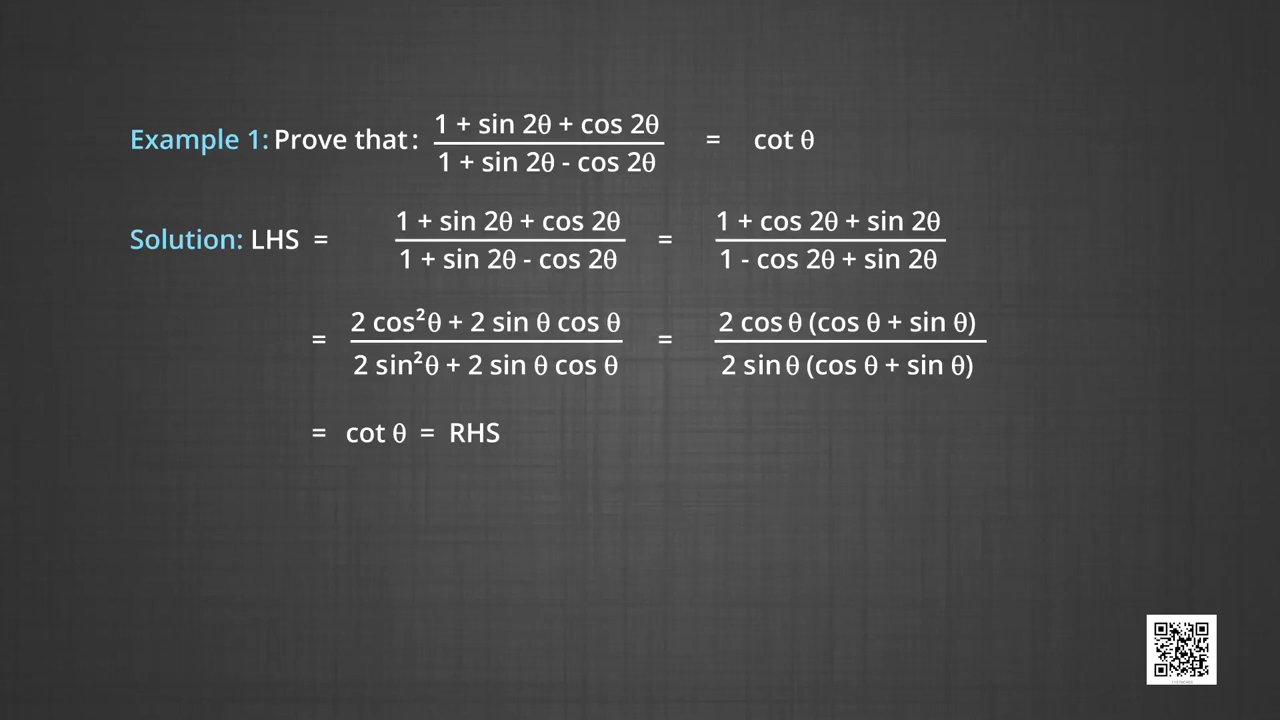 Example 1: Prove that: (1 + sin 2θ + cos 2θ) / (1 + sin 2θ - cos 2θ) = cot θ
Solution: LHS = (1 + sin 2θ + cos 2θ) / (1 + sin 2θ - cos 2θ) = (1 + cos 2θ + sin 2θ) / (1 - cos 2θ + sin 2θ)
= (2 cos²θ + 2 sin θ cos θ) / (2 sin²θ + 2 sin θ cos θ) = (2 cos θ (cos θ + sin θ)) / (2 sin θ (cos θ + sin θ))
= cot θ = RHS